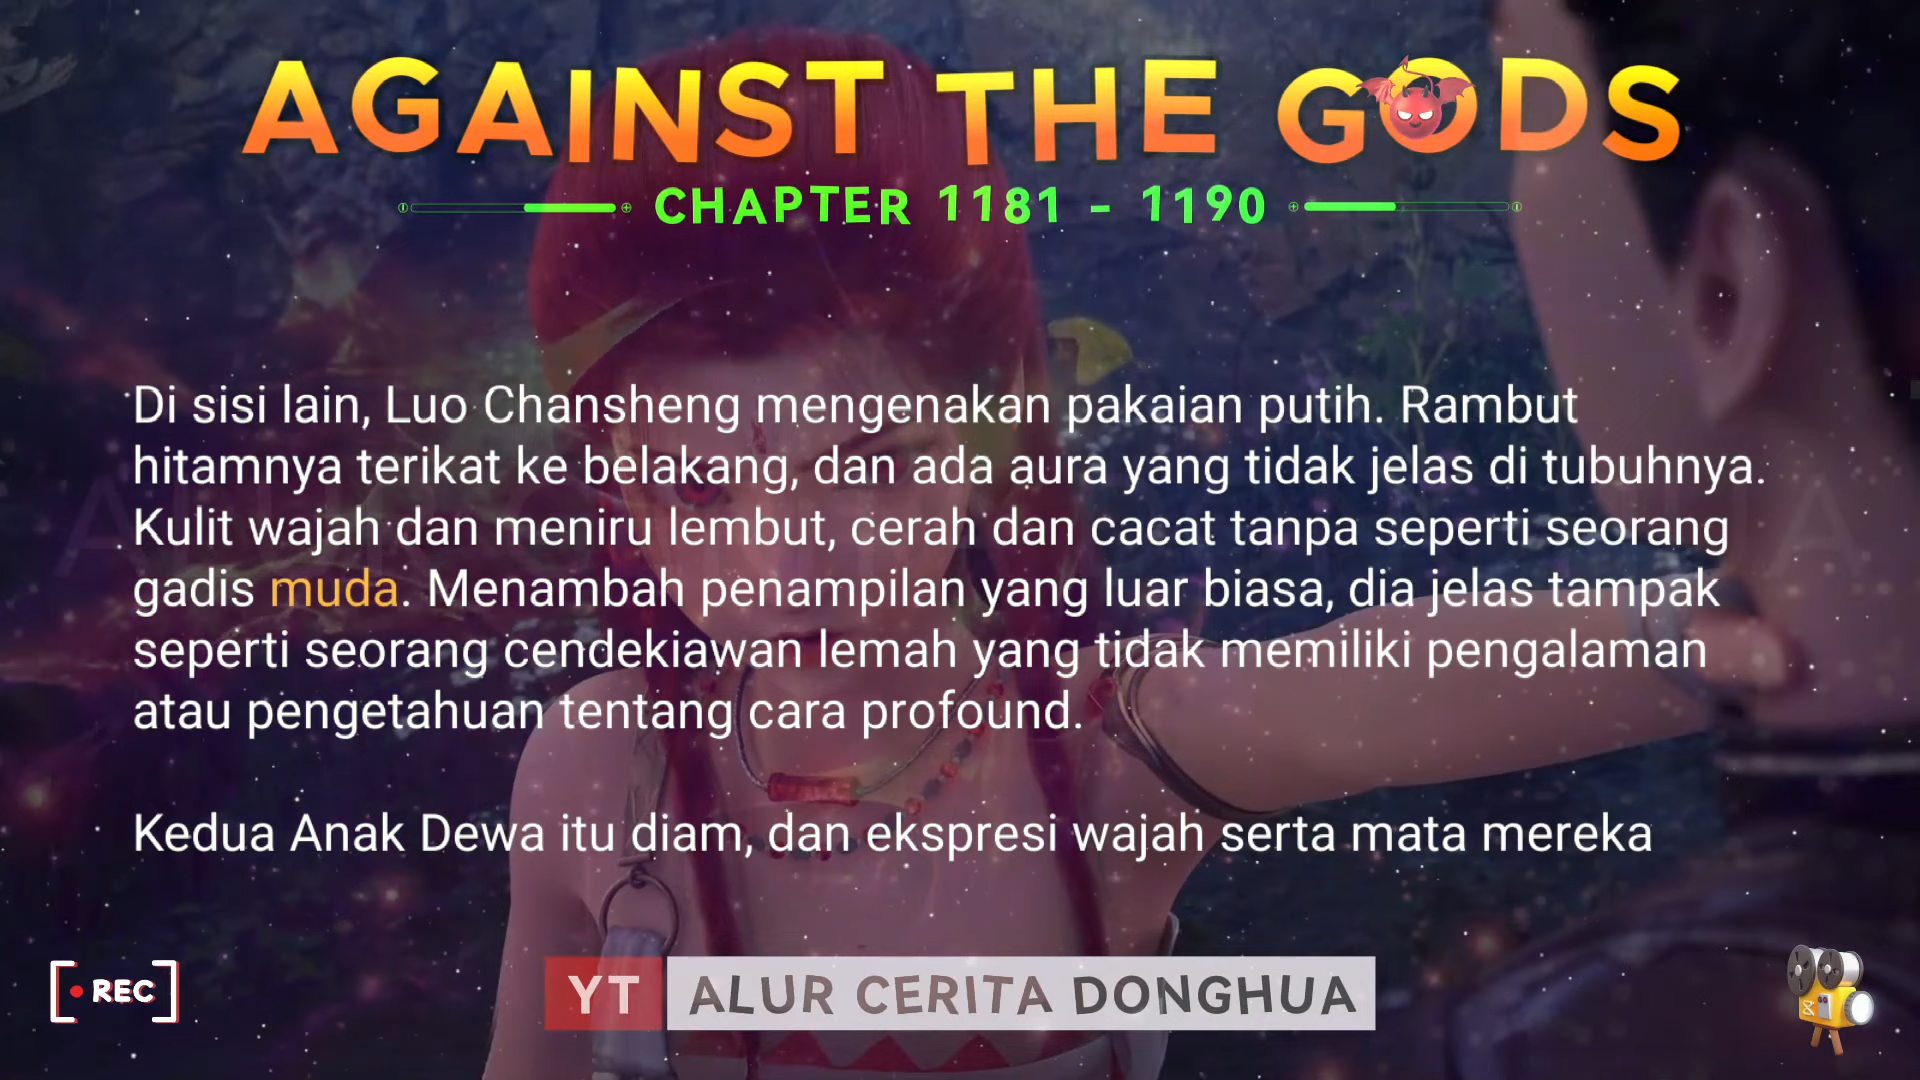 AGAINST THE GODS
CHAPTER 1181 - 1190
Di sisi lain, Luo Chansheng mengenakan pakaian putih. Rambut
hitamnya terikat ke belakang, dan ada aura yang tidak jelas di tubuhnya.
Kulit wajah dan meniru lembut, cerah dan cacat tanpa seperti seorang
gadis muda. Menambah penampilan yang luar biasa, dia jelas tampak
seperti seorang cendekiawan lemah yang tidak memiliki pengalaman
atau pengetahuan tentang cara profound.
Kedua Anak Dewa itu diam, dan ekspresi wajah serta mata mereka
REC
YT ALUR CERITA DONGHUA